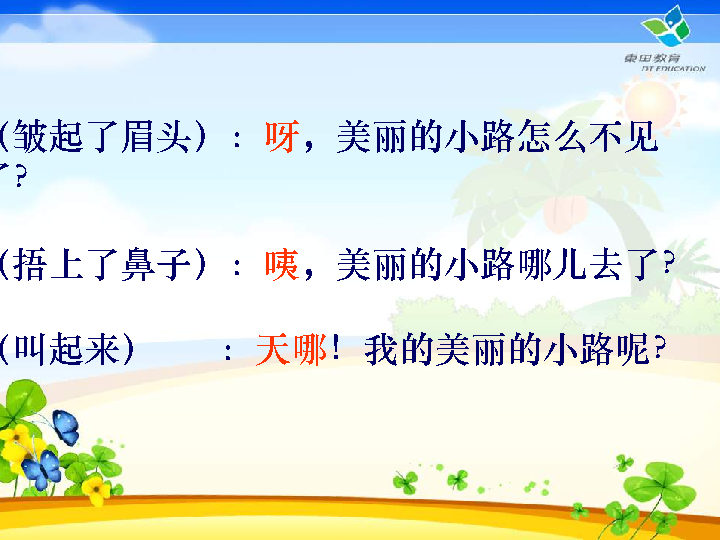 東田教育
DT EDUCATION
（皱起了眉头）：呀，美丽的小路怎么不见
了?
（捂上了鼻子）：咦，美丽的小路哪儿去了?
（叫起来） ：天哪！我的美丽的小路呢?